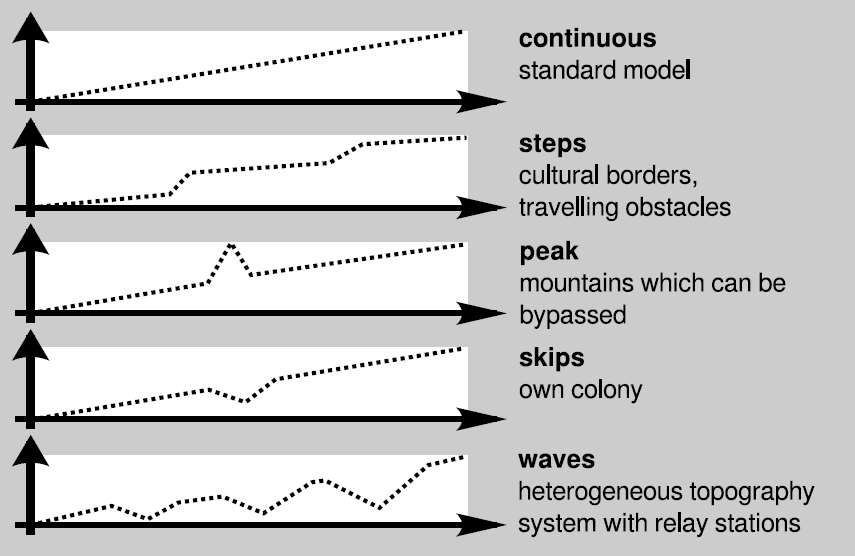 continuous
standard model
steps
cultural borders,
travelling obstacles
peak
mountains which can be
bypassed
skips
own colony
waves
heterogeneous topography
system with relay stations